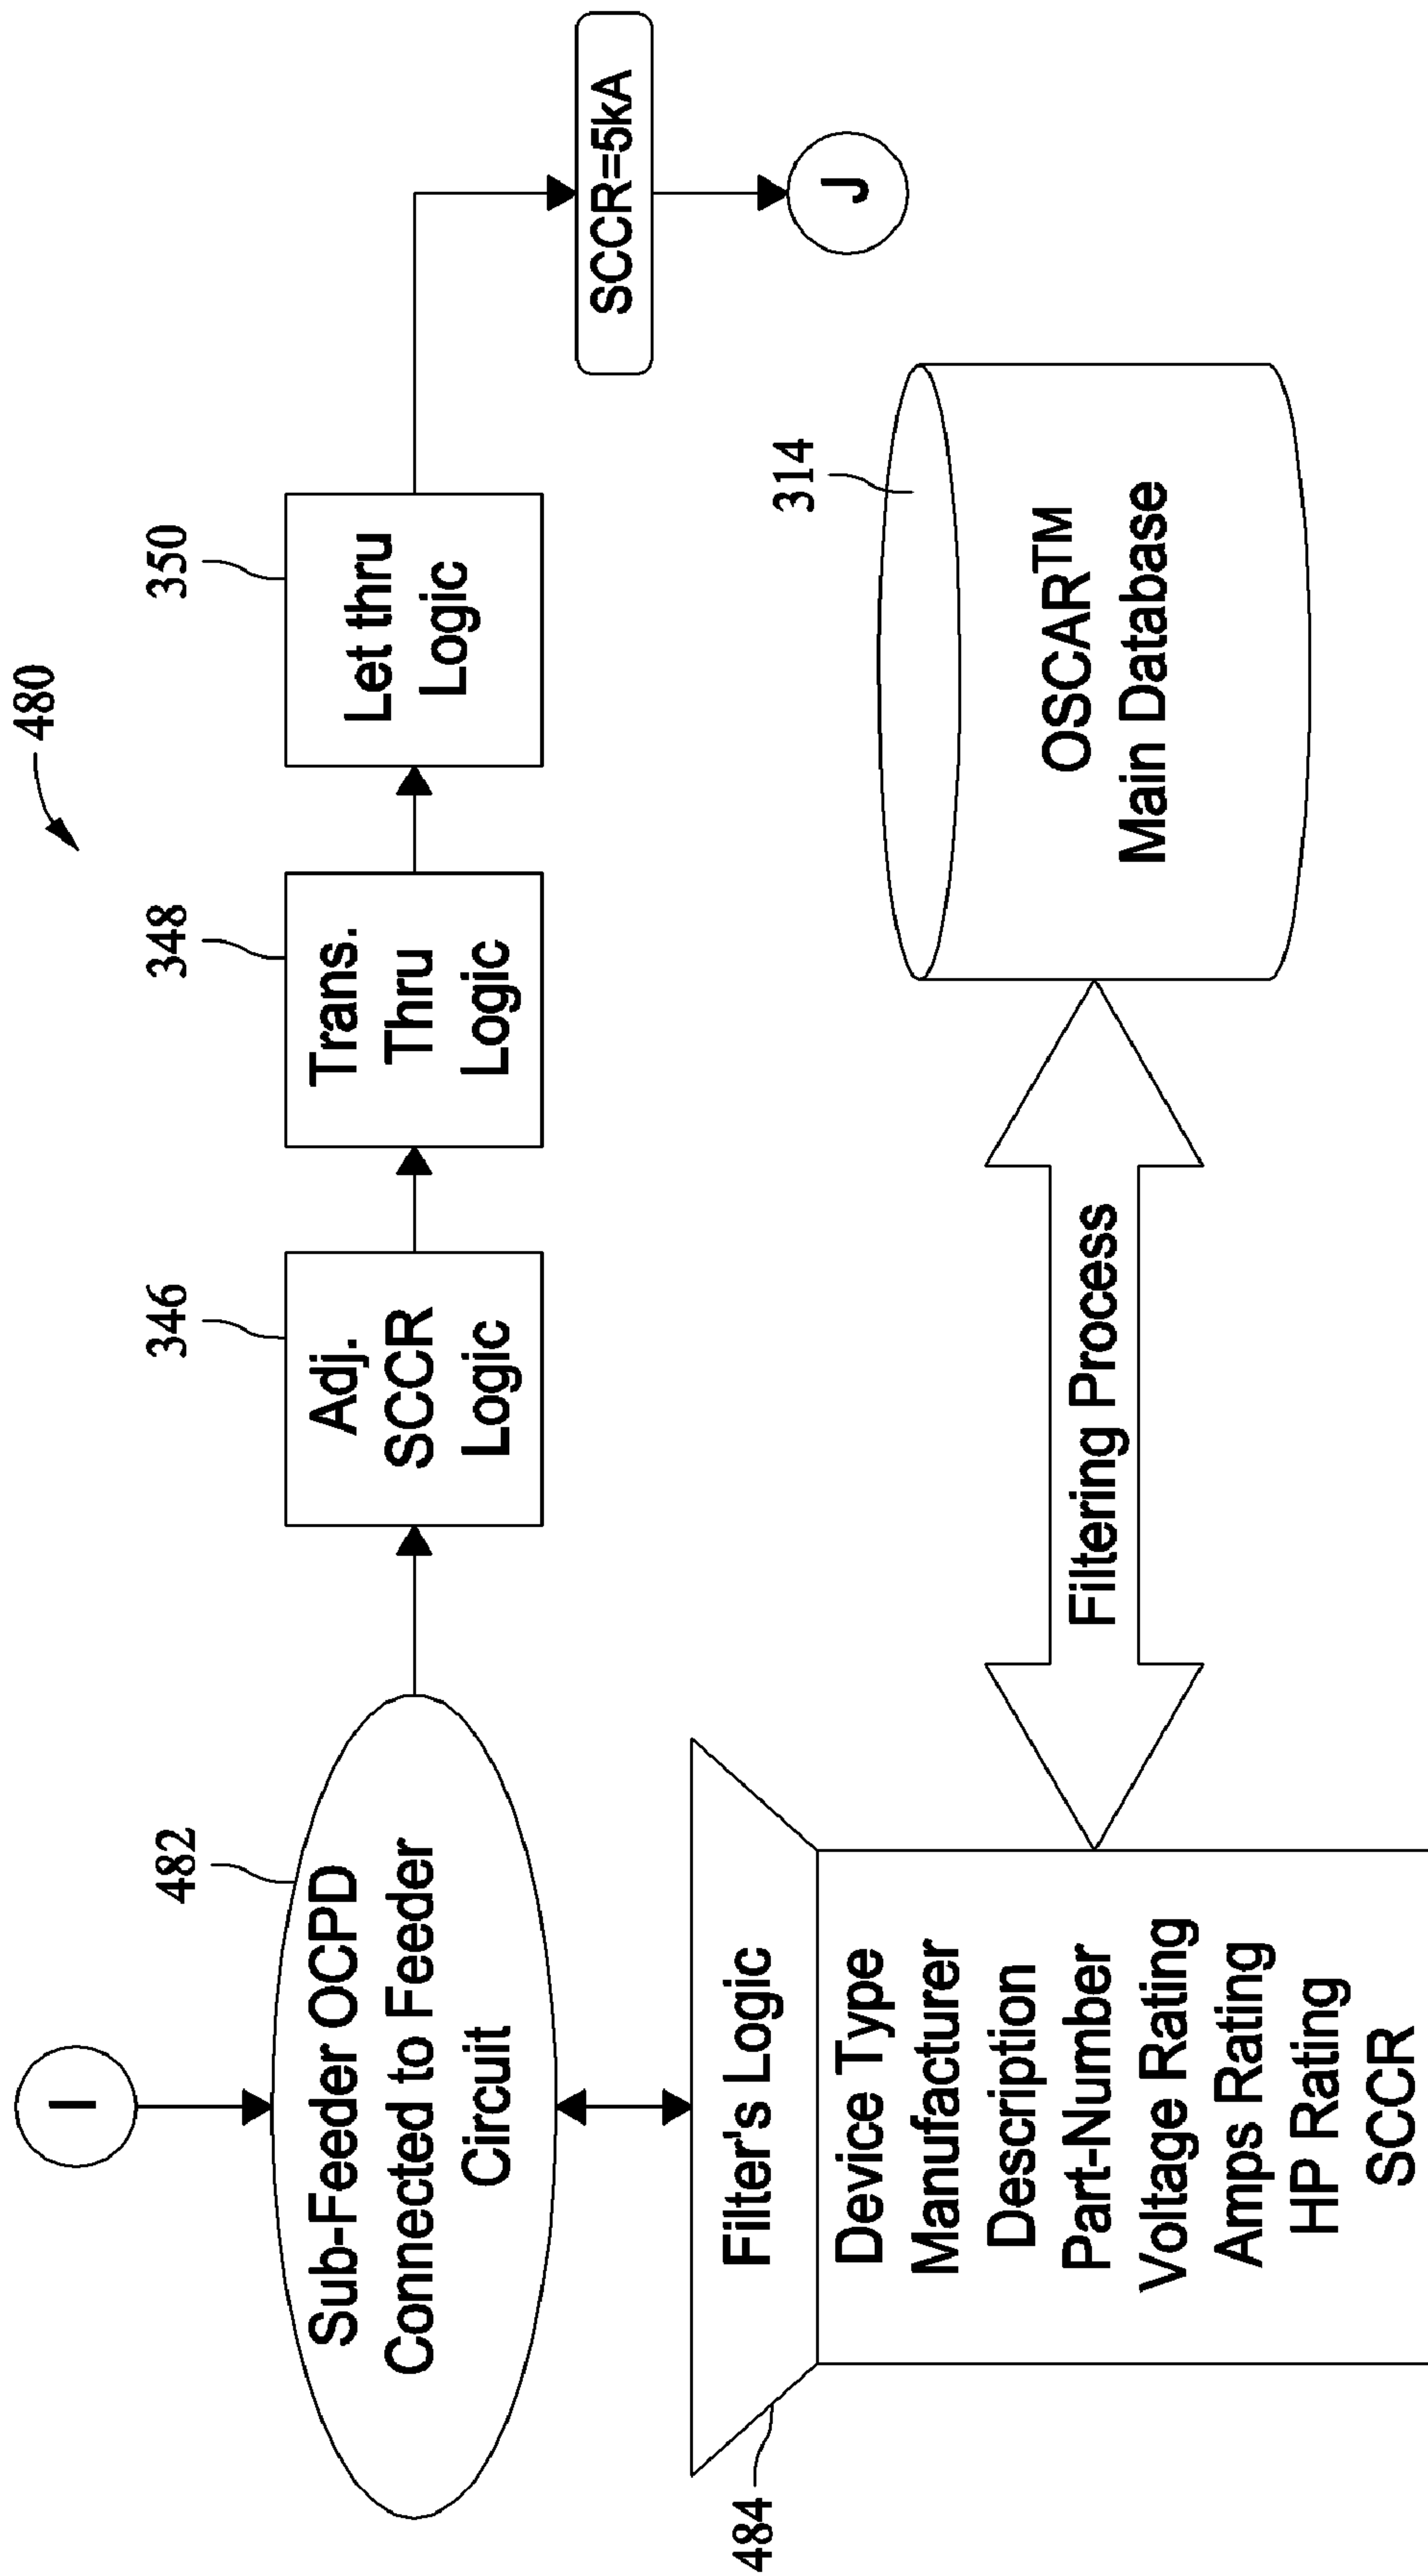 480
I
482
Sub-Feeder OCPD
Connected to Feeder
Circuit
346
Adj.
SCCR
Logic
348
Trans.
Thru
Logic
350
Let thru
Logic
SCCR=5kA
J
484
Filter's Logic
Device Type
Manufacturer
Description
Part-Number
Voltage Rating
Amps Rating
HP Rating
SCCR
Filtering Process
314
OSCAR™
Main Database